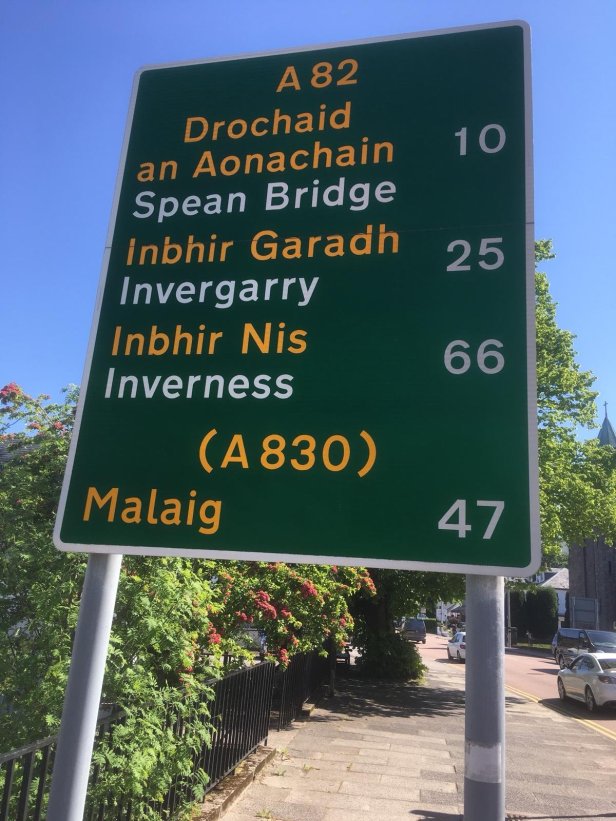 A 82
Drochaid
an Aonachain 10
Spean Bridge
Inbhir Garadh 25
Invergarry
Inbhir Nis 66
Inverness
(A 830)
Malaig 47